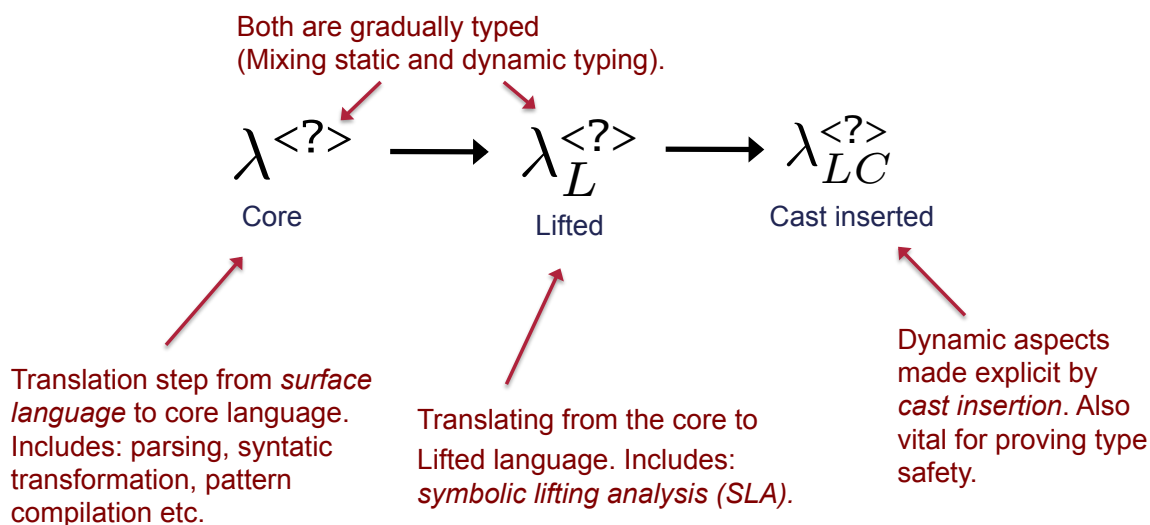 Both are gradually typed
(Mixing static and dynamic typing).
λ<?> λL<?> λLC<?>
Core
Lifted
Cast inserted
Translation step from surface
language to core language.
Includes: parsing, syntatic
transformation, pattern
compilation etc.
Translating from the core to
Lifted language. Includes:
symbolic lifting analysis (SLA).
Dynamic aspects
made explicit by
cast insertion. Also
vital for proving type
safety.